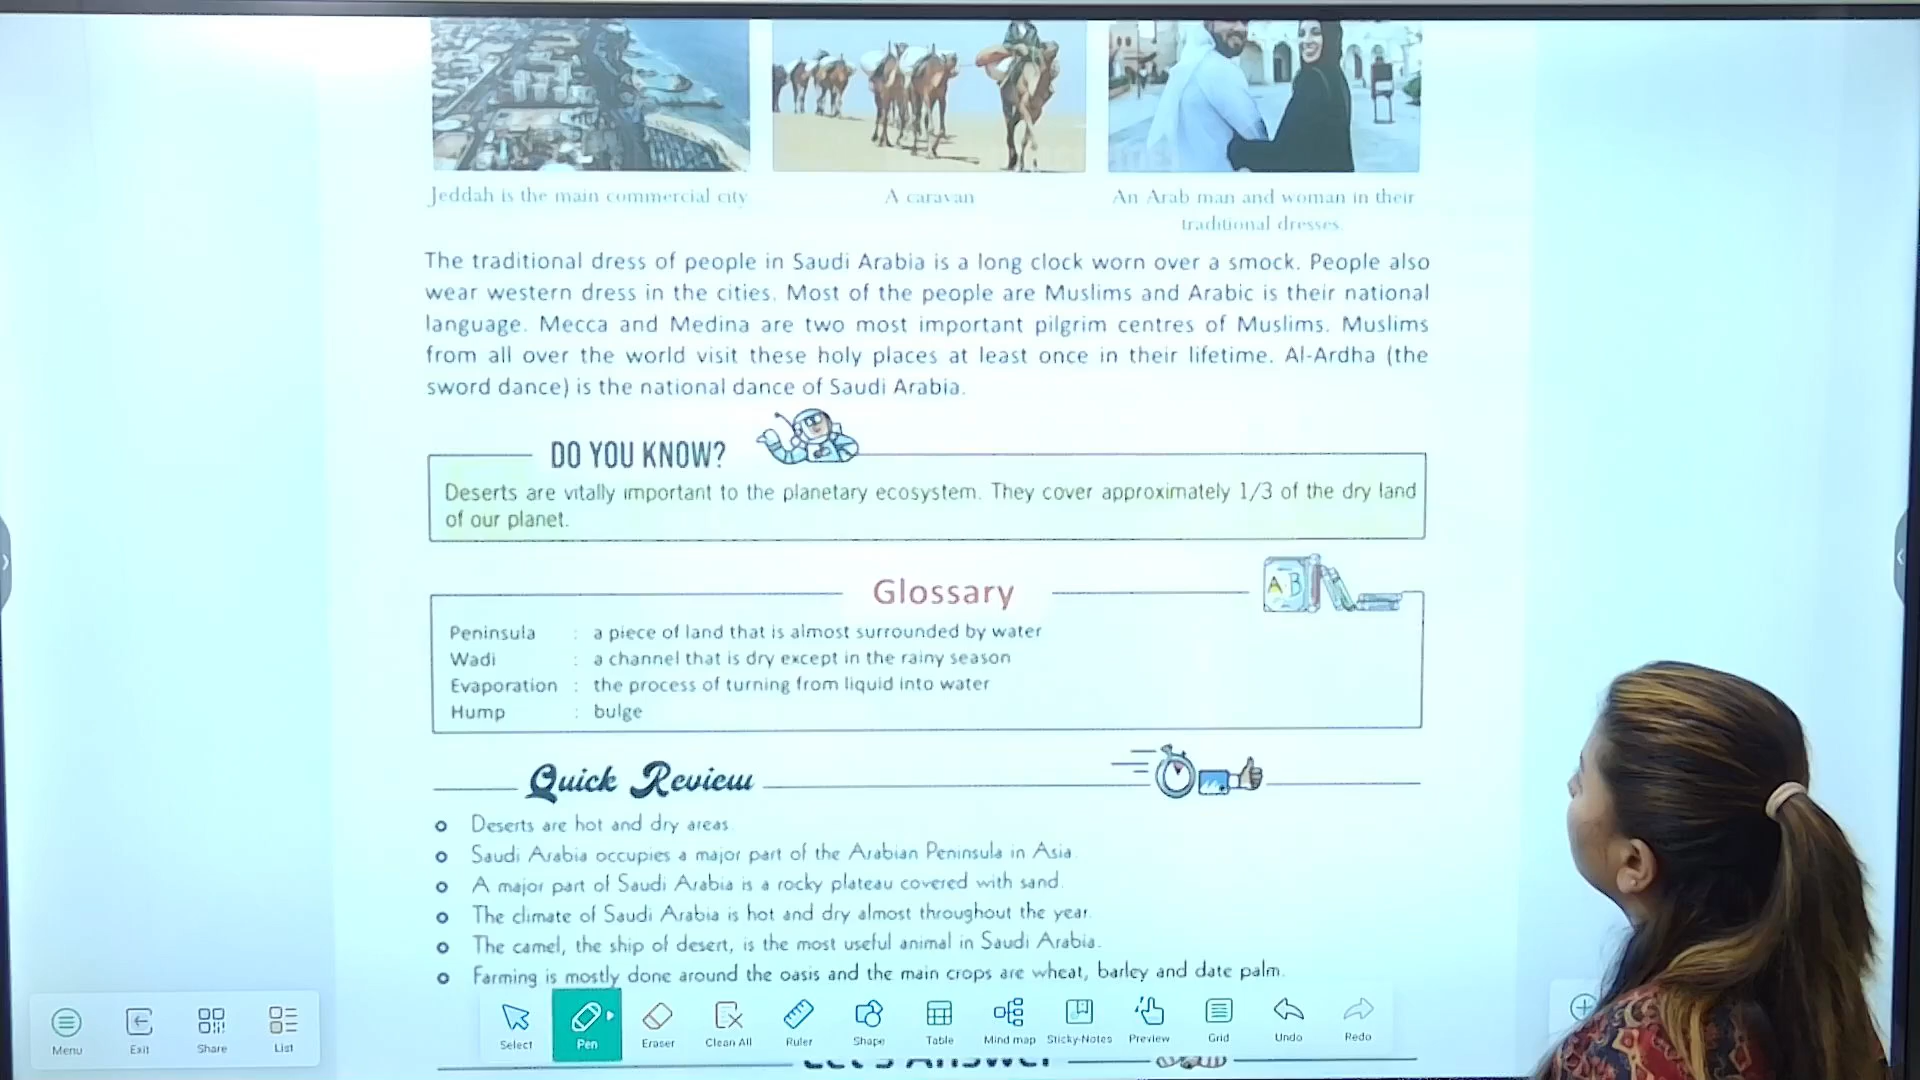 Jeddah is the main commercial city
A caravan
An Arab man and woman in their
traditional dresses.
The traditional dress of people in Saudi Arabia is a long clock worn over a smock. People also
wear western dress in the cities. Most of the people are Muslims and Arabic is their national
language. Mecca and Medina are two most important pilgrim centres of Muslims. Muslims
from all over the world visit these holy places at least once in their lifetime. Al-Ardha (the
sword dance) is the national dance of Saudi Arabia.
DO YOU KNOW?
Deserts are vitally important to the planetary ecosystem. They cover approximately 1/3 of the dry land
of our planet.
Glossary
A B
Peninsula : a piece of land that is almost surrounded by water
Wadi : a channel that is dry except in the rainy season
Evaporation : the process of turning from liquid into water
Hump : bulge
Quick Review
Deserts are hot and dry areas.
Saudi Arabia occupies a major part of the Arabian Peninsula in Asia.
A major part of Saudi Arabia is a rocky plateau covered with sand.
The climate of Saudi Arabia is hot and dry almost throughout the year.
The camel, the ship of desert, is the most useful animal in Saudi Arabia.
Farming is mostly done around the oasis and the main crops are wheat, barley and date palm.
Menu Exit Share List Select Pen Eraser Clean All Ruler Shape Table Mind map Sticky-Notes Preview Grid Undo Redo